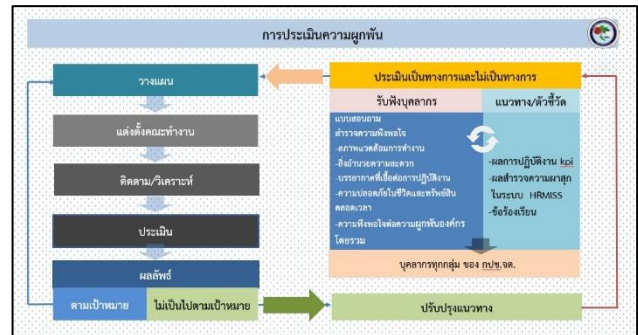 การประเมินความผูกพัน
วางแผน
แต่งตั้งคณะทำงาน
ติดตาม/วิเคราะห์
ประเมิน
ผลลัพธ์
ตามเป้าหมาย
ไม่เป็นไปตามเป้าหมาย
ประเมินเป็นทางการและไม่เป็นทางการ
รับฟังบุคลากร
แบบสอบถาม
สำรวจความพึงพอใจ
-สภาพแวดล้อมการทำงาน
-สิ่งอำนวยความสะดวก
-บรรยากาศที่เอื้อต่อการปฏิบัติงาน
-ความปลอดภัยในชีวิตและทรัพย์สิน
ตลอดเวลา
-ความพึงพอใจต่อความผูกพันองค์กร
โดยรวม
แนวทาง/ตัวชี้วัด
-ผลการปฏิบัติงาน kpi
-ผลสำรวจความผาสุก
ในระบบ HRMISS
-ข้อร้องเรียน
บุคลากรทุกกลุ่ม ของ กปช.จต.
ปรับปรุงแนวทาง